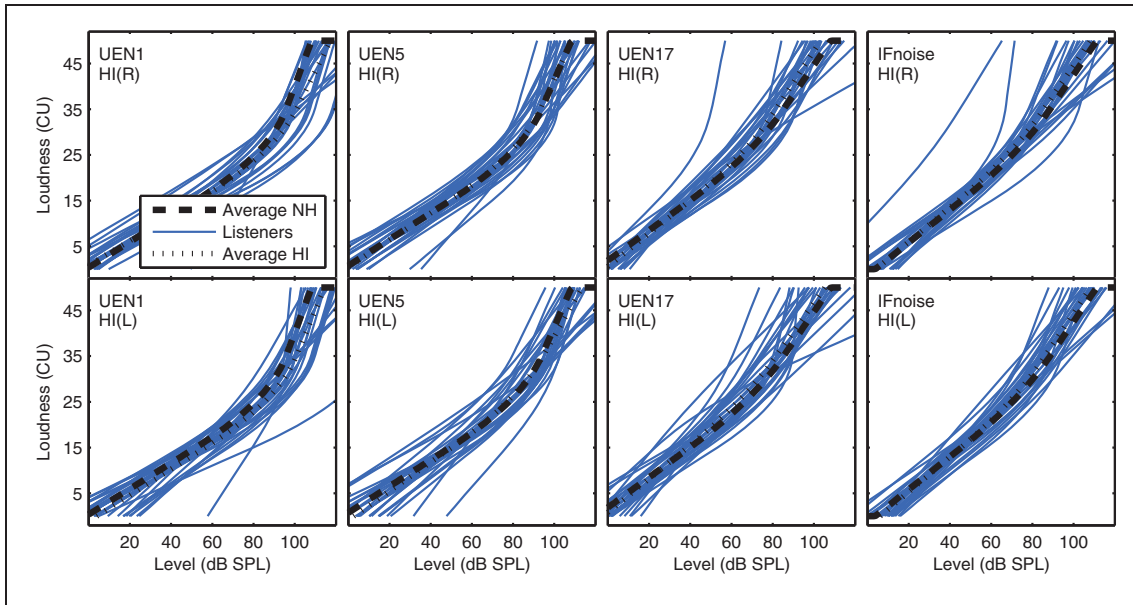 UEN1
HI(R)
UEN5
HI(R)
UEN17
HI(R)
IFnoise
HI(R)
Loudness (CU)
45
35
25
15
5
Average NH
Listeners
Average HI
UEN1
HI(L)
UEN5
HI(L)
UEN17
HI(L)
IFnoise
HI(L)
Loudness (CU)
45
35
25
15
5
20 40 60 80 100
20 40 60 80 100
20 40 60 80 100
20 40 60 80 100
Level (dB SPL)
Level (dB SPL)
Level (dB SPL)
Level (dB SPL)